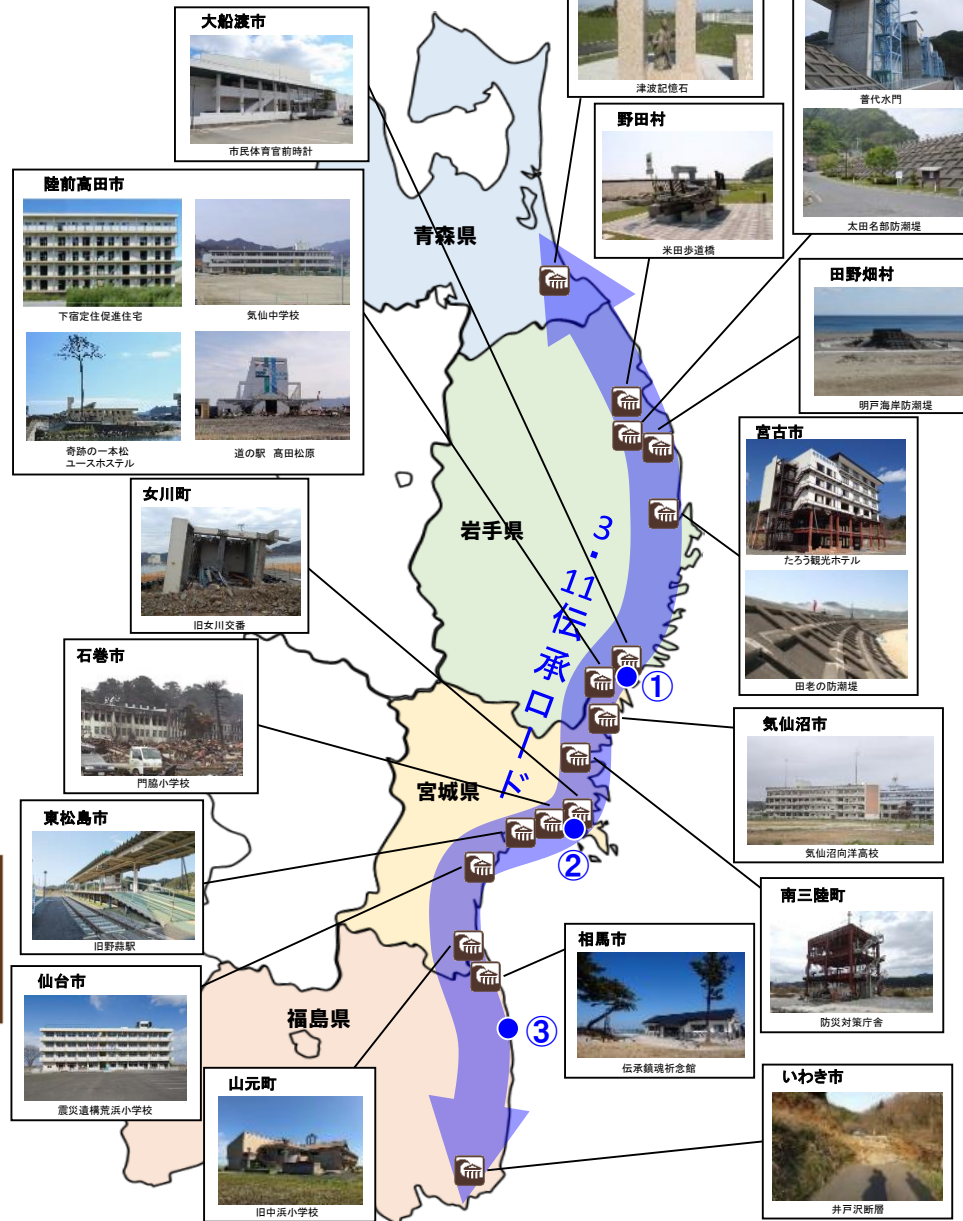 大船渡市
市民体育官前時計
津波記憶石
普代水門
太田名部防潮堤
野田村
米田歩道橋
陸前高田市
下宿定住促進住宅
気仙中学校
奇跡の一本松
ユースホステル
道の駅 高田松原
田野畑村
明戸海岸防潮堤
青森県
宮古市
たろう観光ホテル
田老の防潮堤
女川町
旧女川交番
岩手県
3・11伝承ロード
石巻市
門脇小学校
①
気仙沼市
気仙沼向洋高校
宮城県
東松島市
旧野蒜駅
②
南三陸町
防災対策庁舎
仙台市
震災遺構荒浜小学校
相馬市
伝承鎮魂祈念館
福島県
③
山元町
旧中浜小学校
いわき市
井戸沢断層